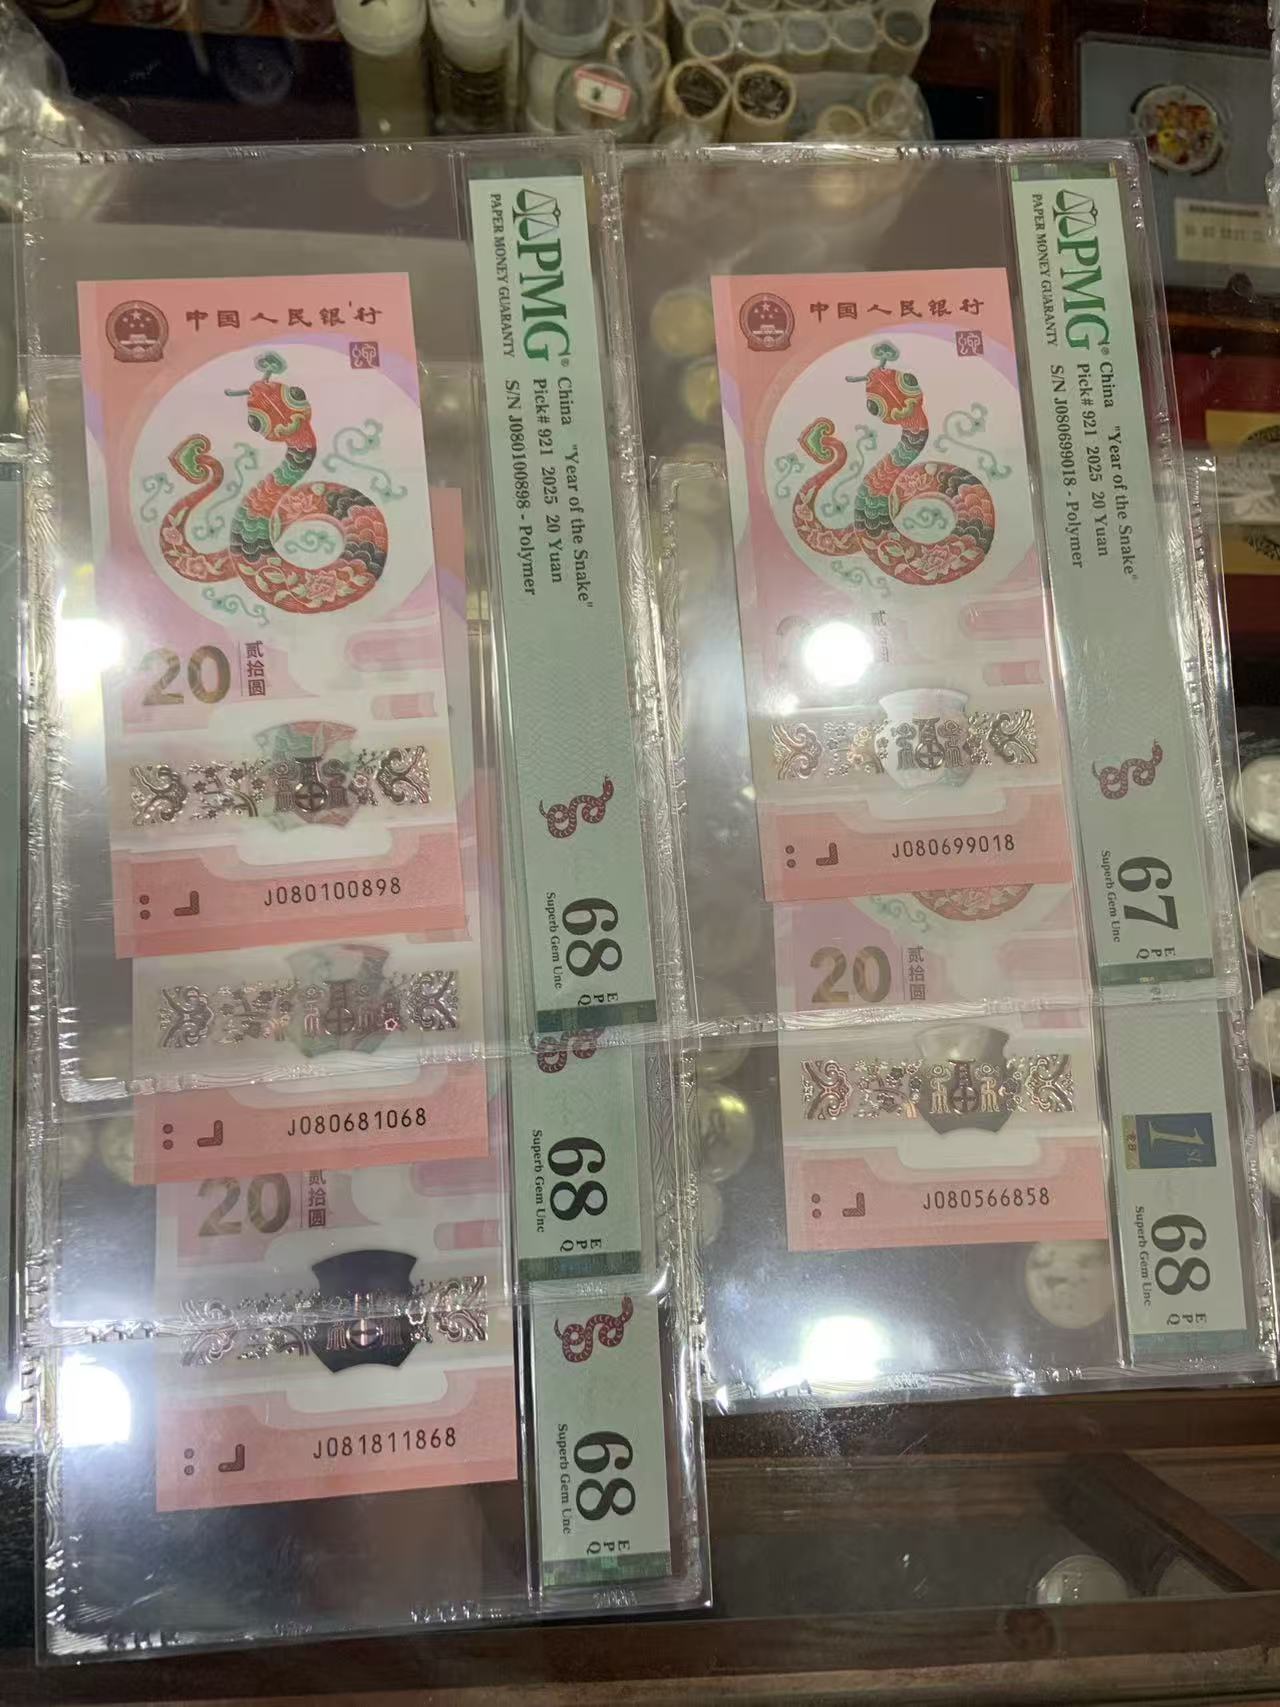 中国人民银行
贰拾圆
20
J080100898
PMG®
PAPER MONEY GUARANTY
China "Year of the Snake"
Pick# 921 2025 20 Yuan
S/N J080100898 - Polymer
68 EPQ
Superb Gem Unc
J080681068
68 EPQ
Superb Gem Unc
20
贰拾圆
J081811868
68 EPQ
Superb Gem Unc
中国人民银行
J080699018
PMG®
PAPER MONEY GUARANTY
China "Year of the Snake"
Pick# 921 2025 20 Yuan
S/N J080699018 - Polymer
67 EPQ
Superb Gem Unc
20
贰拾圆
J080566858
1st
68 EPQ
Superb Gem Unc